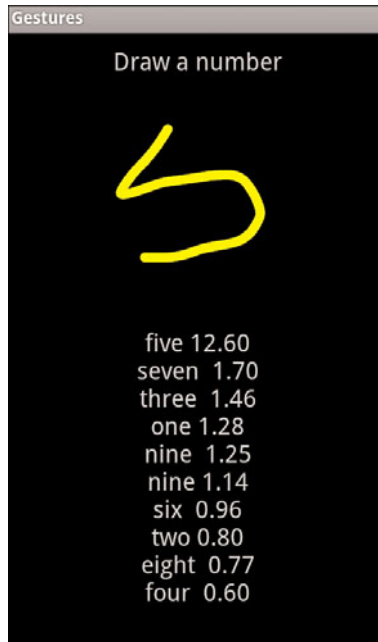 Gestures
Draw a number
five 12.60
seven 1.70
three 1.46
one 1.28
nine 1.25
nine 1.14
six 0.96
two 0.80
eight 0.77
four 0.60